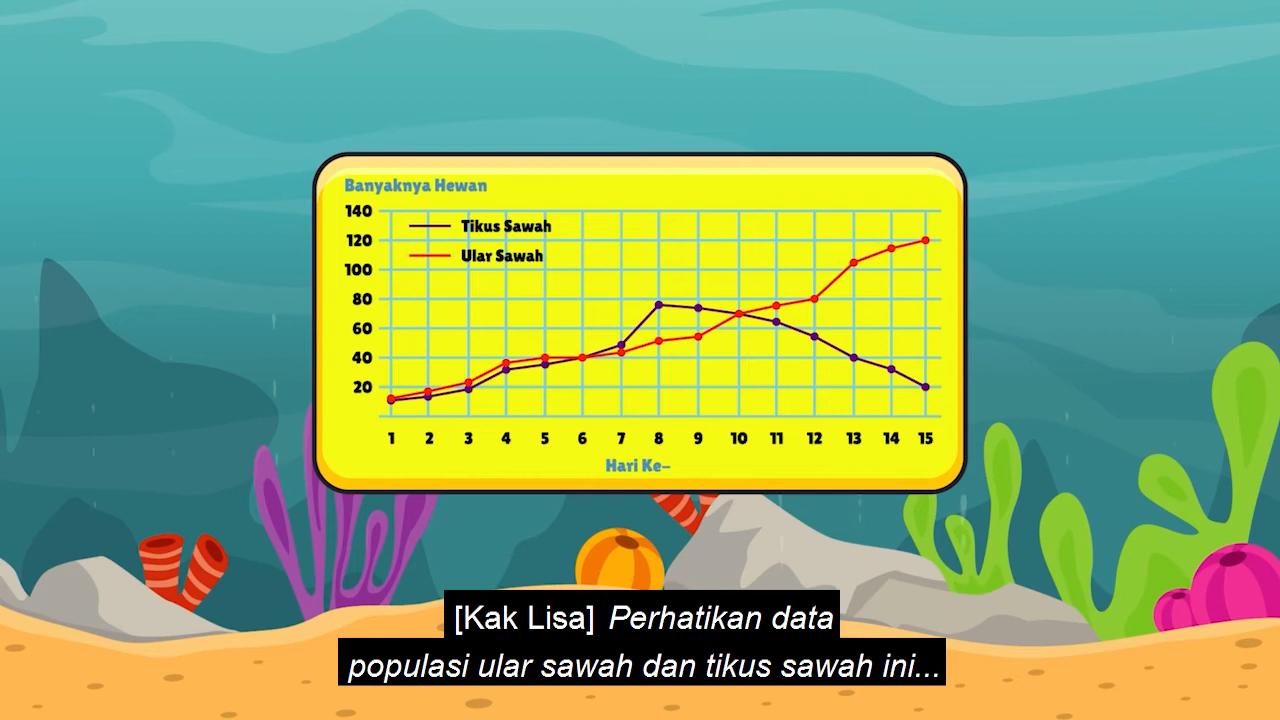 Banyaknya Hewan
140
Tikus Sawah
120
Ular Sawah
100
80
60
40
20
1 2 3 4 5 6 7 8 9 10 11 12 13 14 15
Hari Ke-
[Kak Lisa] Perhatikan data
populasi ular sawah dan tikus sawah ini...